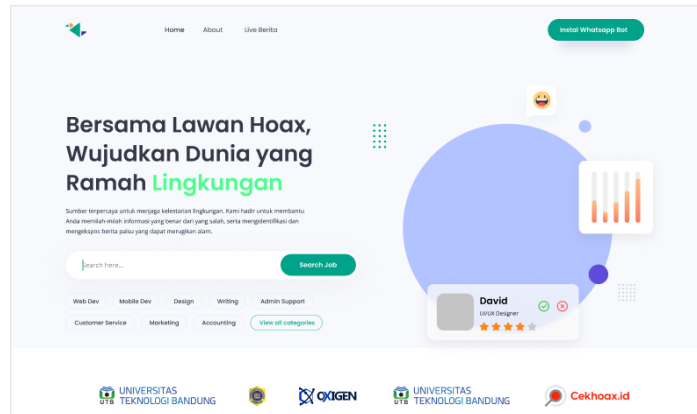 Home About Live Berita Instal Whatsapp Bot
Bersama Lawan Hoax,
Wujudkan Dunia yang
Ramah Lingkungan
Sumber terpercaya untuk menjaga kelestarian lingkungan. Kami hadir untuk membantu
Anda memilah-milah informasi yang benar dari yang salah, serta mengidentifikasi dan
mengekspos berita palsu yang dapat merugikan alam.
Search here... Search Job
Web Dev Mobile Dev Design Writing Admin Support
Customer Service Marketing Accounting View all categories
David
UI/UX Designer
UTB UNIVERSITAS
TEKNOLOGI BANDUNG
OXIGEN
UTB UNIVERSITAS
TEKNOLOGI BANDUNG
Cekhoax.id